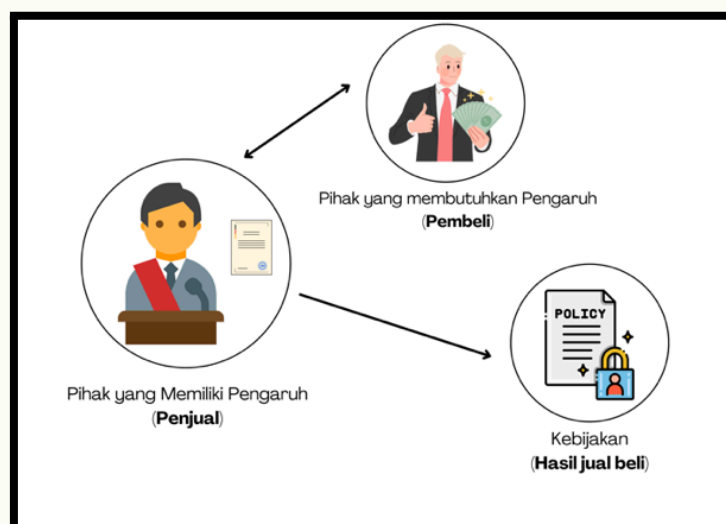 Pihak yang membutuhkan Pengaruh
(Pembeli)
POLICY
Pihak yang Memiliki Pengaruh
(Penjual)
Kebijakan
(Hasil jual beli)